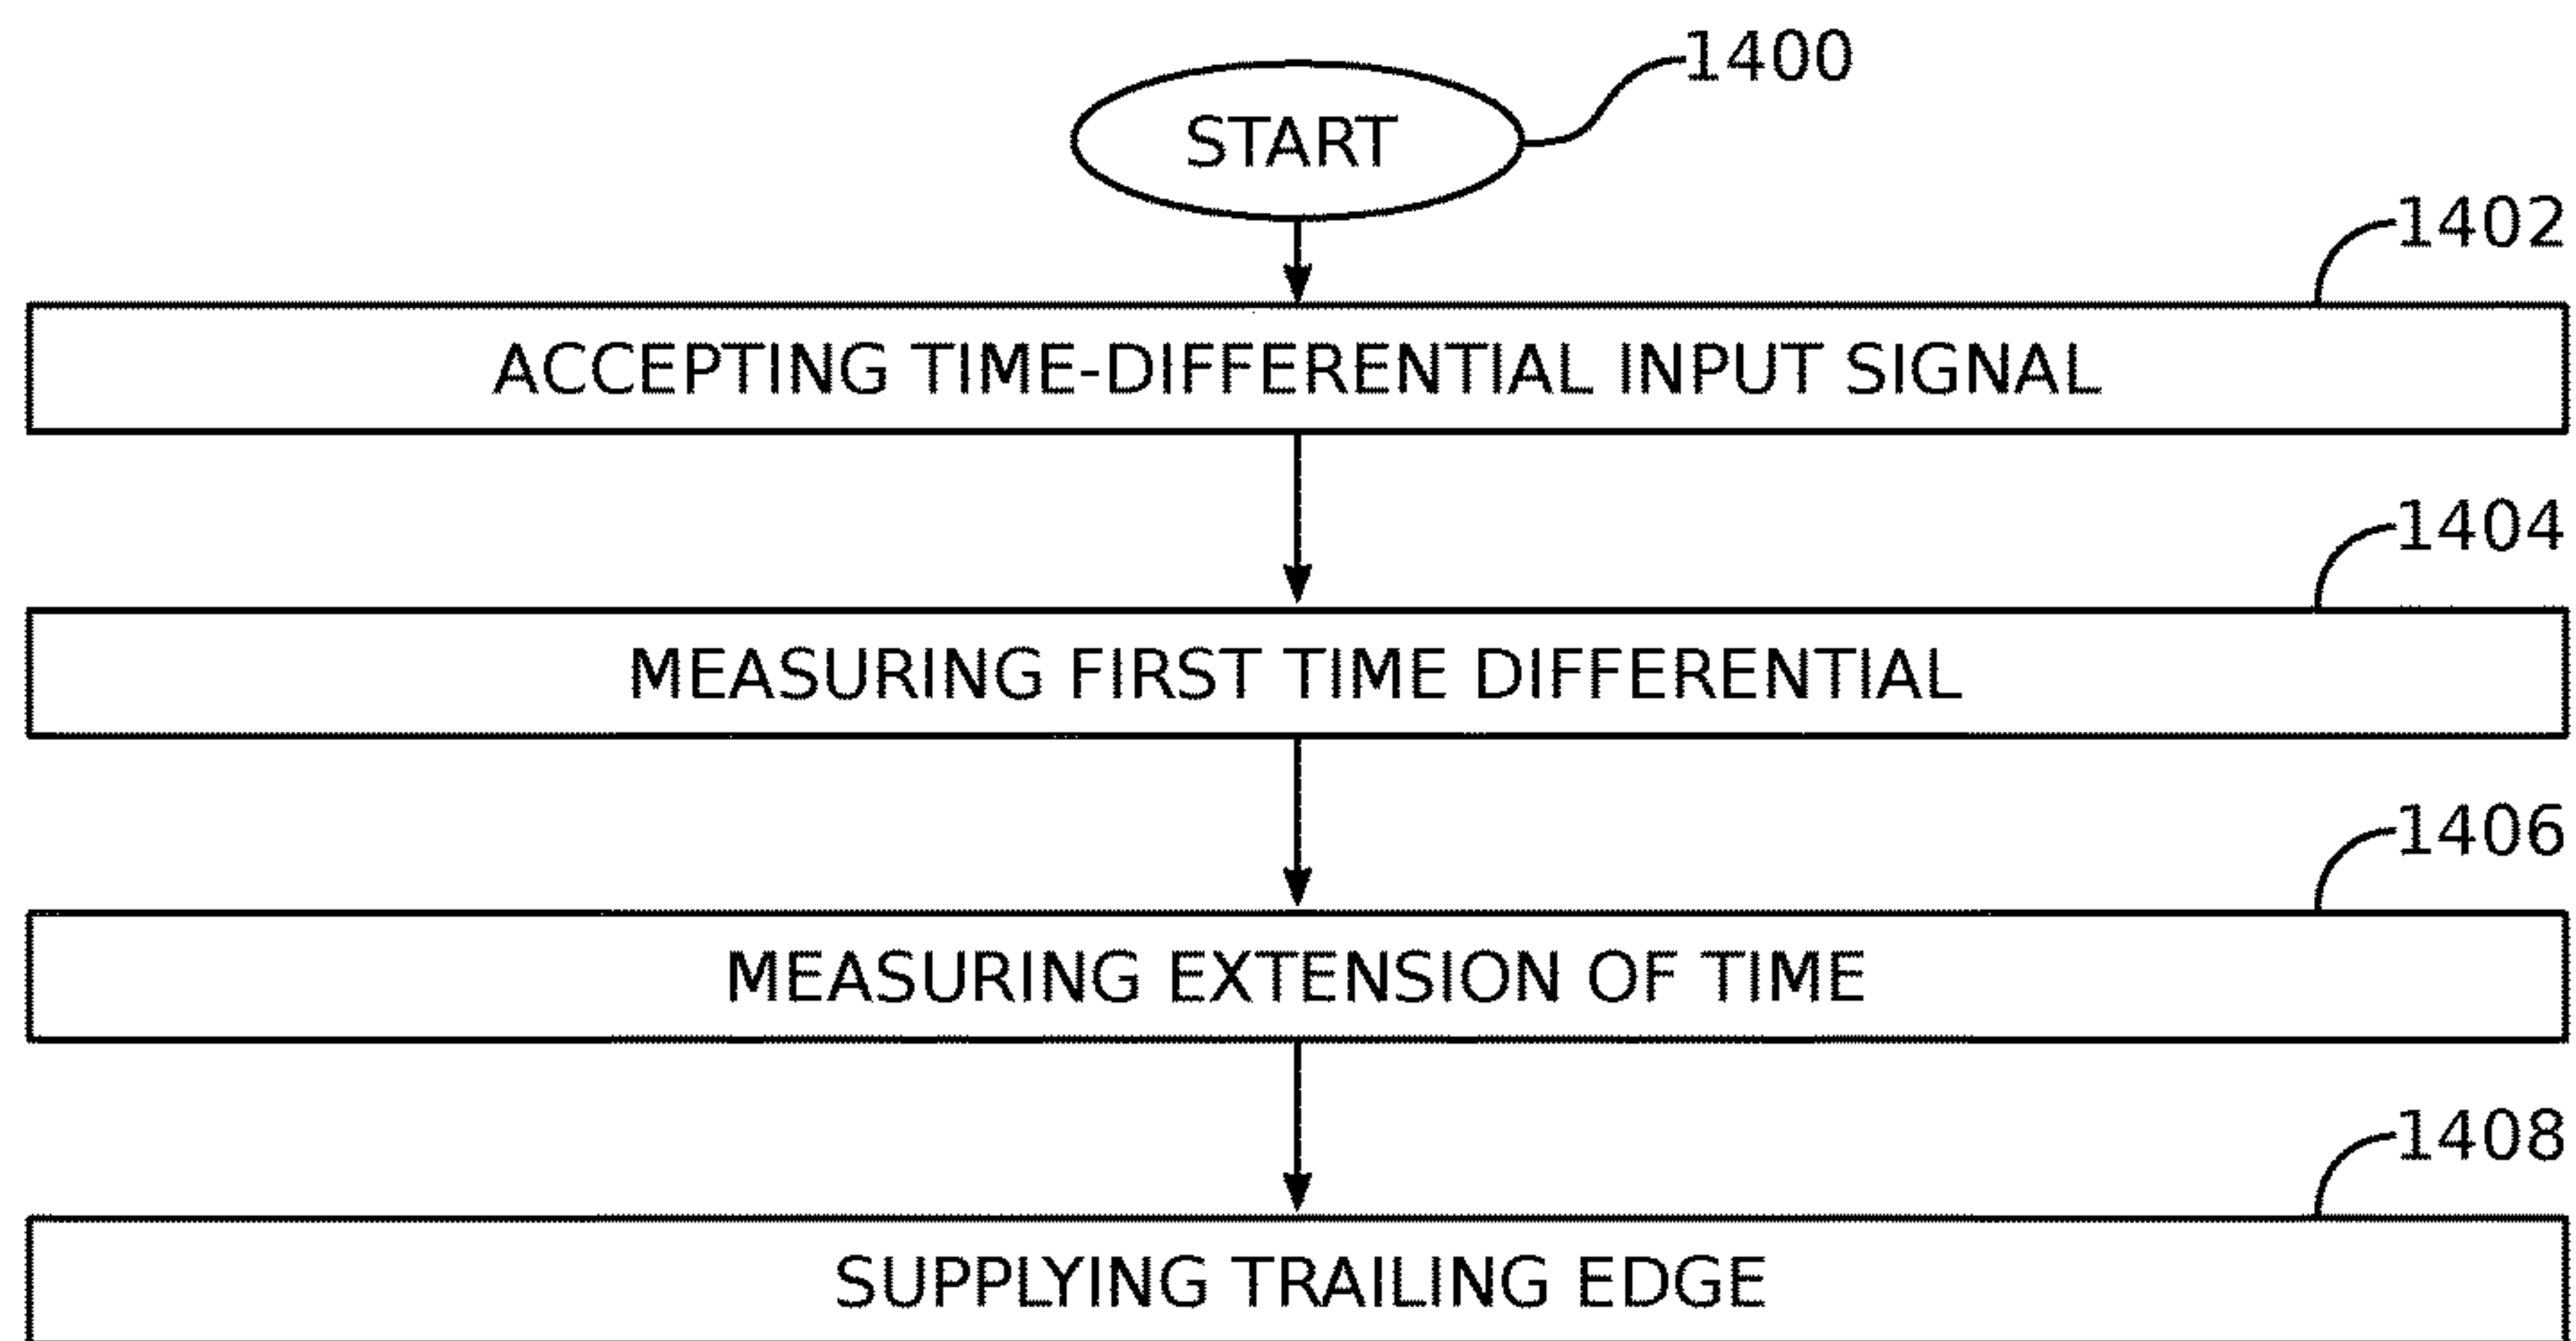 1400
START
1402
ACCEPTING TIME-DIFFERENTIAL INPUT SIGNAL
1404
MEASURING FIRST TIME DIFFERENTIAL
1406
MEASURING EXTENSION OF TIME
1408
SUPPLYING TRAILING EDGE